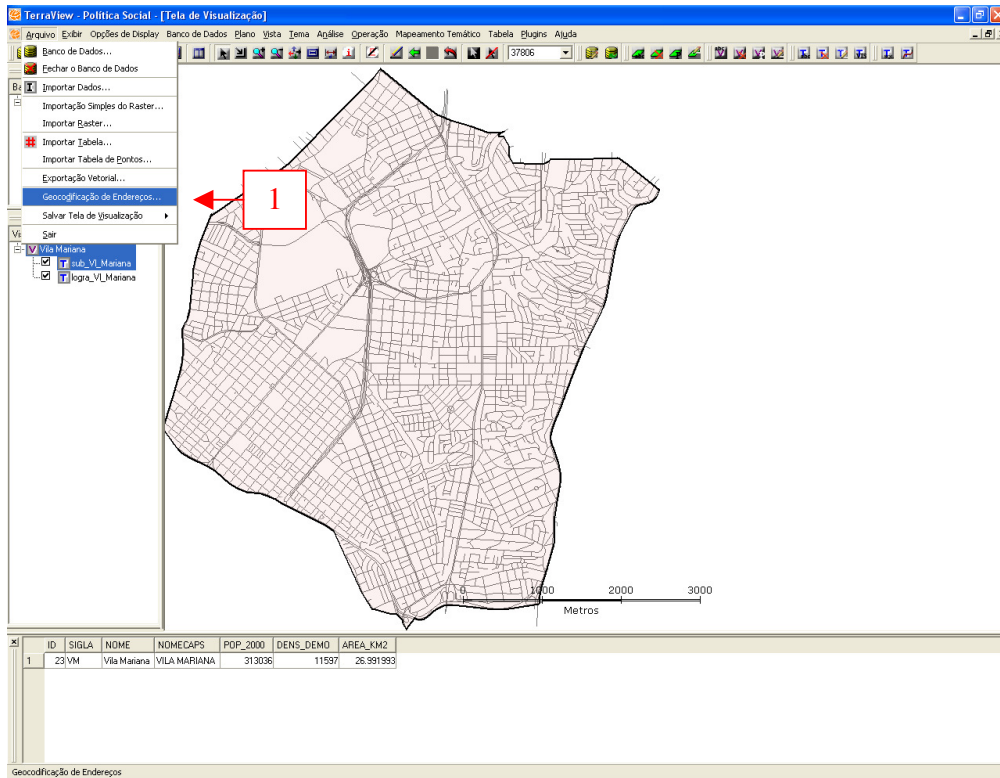 TerraView - Política Social - [Tela de Visualização]
Arquivo Exibir Opções de Display Banco de Dados Plano Vista Tema Análise Operação Mapeamento Temático Tabela Plugins Ajuda
37806
Banco de Dados...
Fechar o Banco de Dados
Importar Dados...
Importação Simples do Raster...
Importar Raster...
Importar Tabela...
Importar Tabela de Pontos...
Exportação Vetorial...
Geocodificação de Endereços...
Salvar Tela de Visualização
Sair
1
Vila Mariana
sub_Vl_Mariana
logra_Vl_Mariana
0 1000 2000 3000
Metros
ID SIGLA NOME NOMECAPS POP_2000 DENS_DEMO AREA_KM2
1 23 VM Vila Mariana VILA MARIANA 313036 11597 26.991993
Geocodificação de Endereços